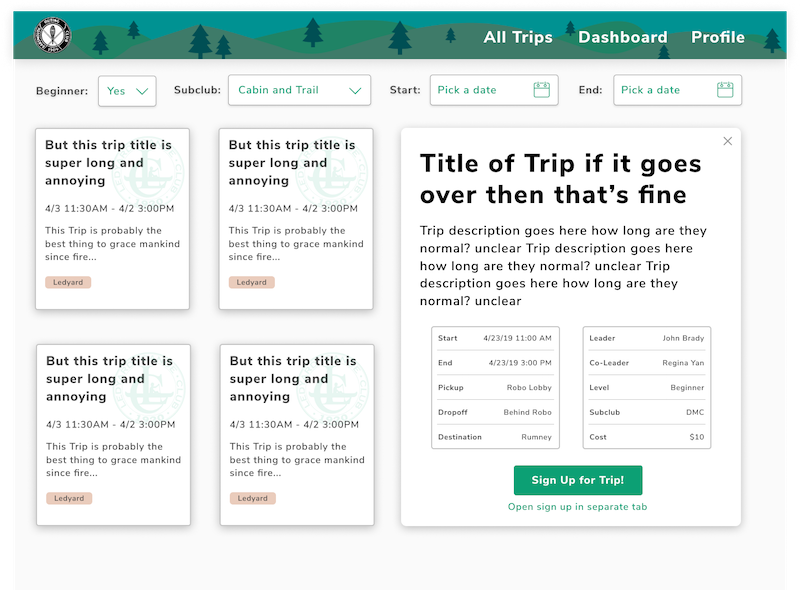 All Trips Dashboard Profile
Beginner: Yes Subclub: Cabin and Trail Start: Pick a date End: Pick a date
But this trip title is
super long and
annoying
4/3 11:30AM - 4/2 3:00PM
This Trip is probably the
best thing to grace mankind
since fire...
Ledyard
But this trip title is
super long and
annoying
4/3 11:30AM - 4/2 3:00PM
This Trip is probably the
best thing to grace mankind
since fire...
Ledyard
But this trip title is
super long and
annoying
4/3 11:30AM - 4/2 3:00PM
This Trip is probably the
best thing to grace mankind
since fire...
Ledyard
But this trip title is
super long and
annoying
4/3 11:30AM - 4/2 3:00PM
This Trip is probably the
best thing to grace mankind
since fire...
Ledyard
Title of Trip if it goes
over then that's fine
Trip description goes here how long are they
normal? unclear Trip description goes here
how long are they normal? unclear Trip
description goes here how long are they
normal? unclear
Start 4/23/19 11:00 AM
End 4/23/19 3:00 PM
Pickup Robo Lobby
Dropoff Behind Robo
Destination Rumney
Leader John Brady
Co-Leader Regina Yan
Level Beginner
Subclub DMC
Cost $10
Sign Up for Trip!
Open sign up in separate tab